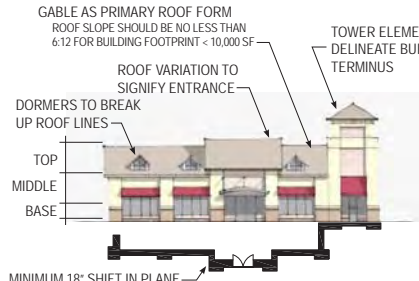 GABLE AS PRIMARY ROOF FORM
ROOF SLOPE SHOULD BE NO LESS THAN
6:12 FOR BUILDING FOOTPRINT < 10,000 SF
TOWER ELEME
DELINEATE BUI
TERMINUS
ROOF VARIATION TO
SIGNIFY ENTRANCE
DORMERS TO BREAK
UP ROOF LINES
TOP
MIDDLE
BASE
MINIMUM 18" SHIFT IN PLANE